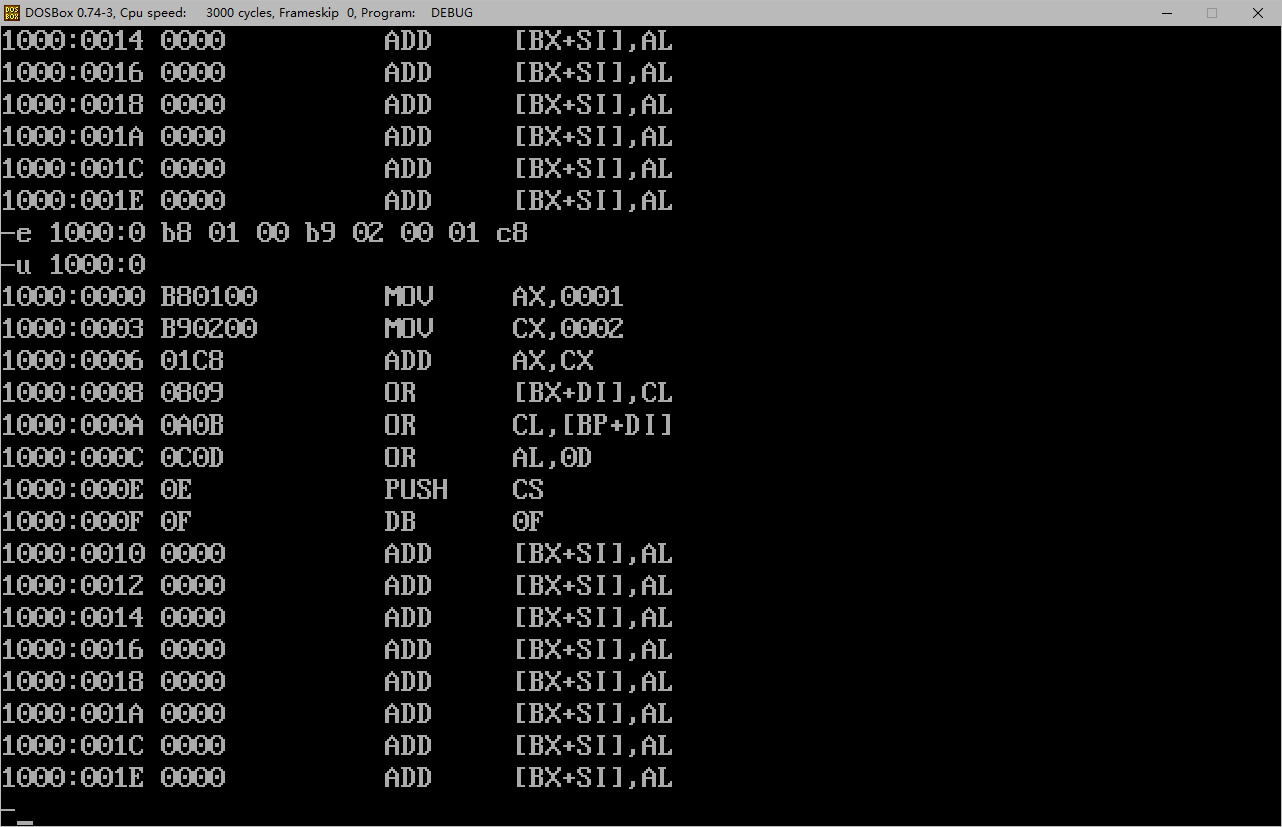 DOS BOX DOSBox 0.74-3, Cpu speed: 3000 cycles, Frameskip 0, Program: DEBUG
1000:0014 0000 ADD [BX+SI],AL
1000:0016 0000 ADD [BX+SI],AL
1000:0018 0000 ADD [BX+SI],AL
1000:001A 0000 ADD [BX+SI],AL
1000:001C 0000 ADD [BX+SI],AL
1000:001E 0000 ADD [BX+SI],AL
-e 1000:0 b8 01 00 b9 02 00 01 c8
-u 1000:0
1000:0000 B80100 MOV AX,0001
1000:0003 B90200 MOV CX,0002
1000:0006 01C8 ADD AX,CX
1000:0008 0809 OR [BX+DI],CL
1000:000A 0A0B OR CL,[BP+DI]
1000:000C 0C0D OR AL,0D
1000:000E 0E PUSH CS
1000:000F 0F DB 0F
1000:0010 0000 ADD [BX+SI],AL
1000:0012 0000 ADD [BX+SI],AL
1000:0014 0000 ADD [BX+SI],AL
1000:0016 0000 ADD [BX+SI],AL
1000:0018 0000 ADD [BX+SI],AL
1000:001A 0000 ADD [BX+SI],AL
1000:001C 0000 ADD [BX+SI],AL
1000:001E 0000 ADD [BX+SI],AL
-_